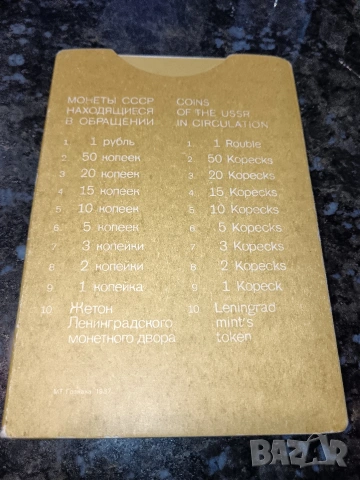 МОНЕТЫ СССР
НАХОДЯЩИЕСЯ
В ОБРАЩЕНИИ
1. 1 рубль
2. 50 копеек
3. 20 копеек
4. 15 копеек
5. 10 копеек
6. 5 копеек
7. 3 копейки
8. 2 копейки
9. 1 копейка
10. Жетон
Ленинградского
монетного двора
COINS
OF THE USSR
IN CIRCULATION
1. 1 Rouble
2. 50 Kopecks
3. 20 Kopecks
4. 15 Kopecks
5. 10 Kopecks
6. 5 Kopecks
7. 3 Kopecks
8. 2 Kopecks
9. 1 Kopeck
10. Leningrad
mint's
token
BAZAR
bg